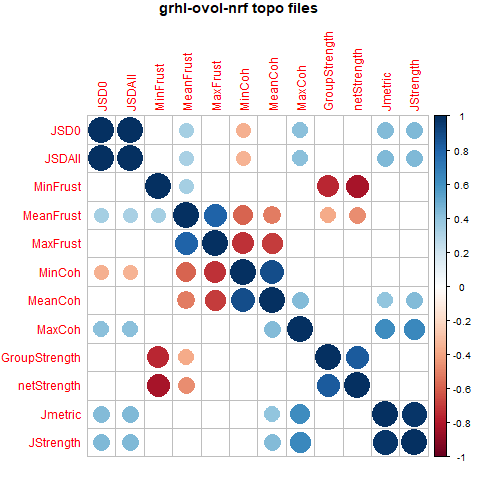 grhl-ovol-nrf topo files
JSD0 JSDAll MinFrust MeanFrust MaxFrust MinCoh MeanCoh MaxCoh GroupStrength netStrength Jmetric JStrength
JSD0
JSDAll
MinFrust
MeanFrust
MaxFrust
MinCoh
MeanCoh
MaxCoh
GroupStrength
netStrength
Jmetric
JStrength
1
0.8
0.6
0.4
0.2
0
-0.2
-0.4
-0.6
-0.8
-1